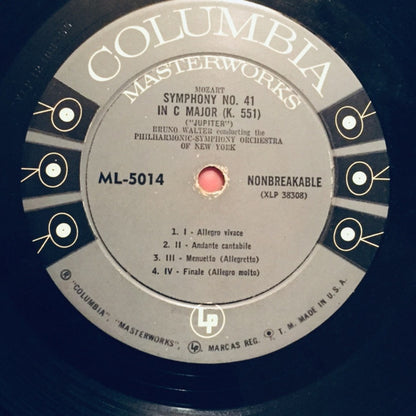 COLUMBIA
MASTERWORKS
MOZART
SYMPHONY NO. 41
IN C MAJOR (K. 551)
("JUPITER")
BRUNO WALTER conducting the
PHILHARMONIC-SYMPHONY ORCHESTRA
OF NEW YORK
ML-5014
NONBREAKABLE
(XLP 38308)
1. I - Allegro vivace
2. II - Andante cantabile
3. III - Menuetto (Allegretto)
4. IV - Finale (Allegro molto)
LP
® "COLUMBIA", "MASTERWORKS", LP, MARCAS REG. ® T. M. MADE IN U.S.A.